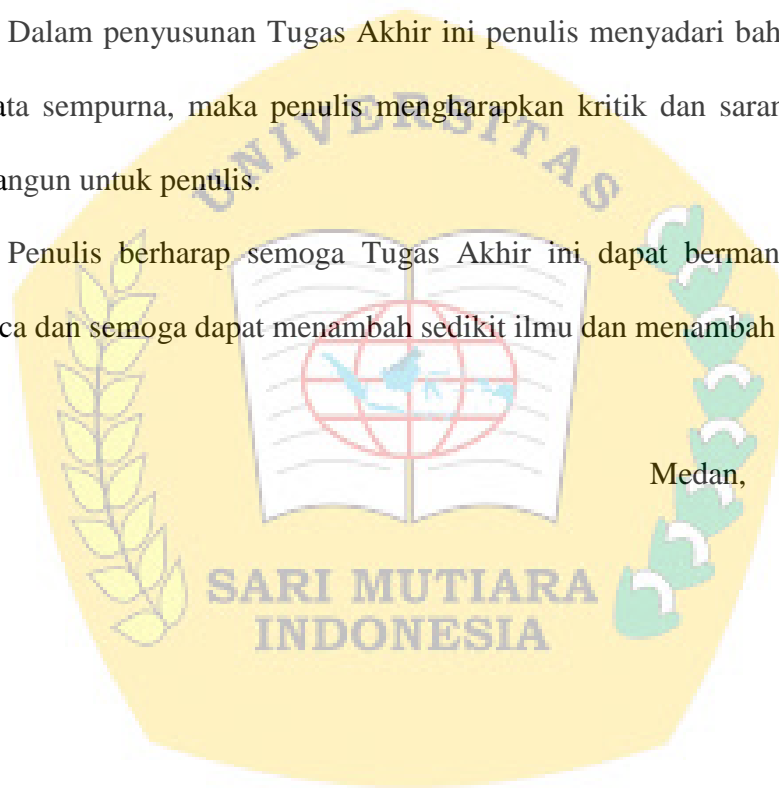 Dalam penyusunan Tugas Akhir ini penulis menyadari bah
ata sempurna, maka penulis mengharapkan kritik dan saran
angun untuk penulis.
UNIVERSITAS
Penulis berharap semoga Tugas Akhir ini dapat berman
ca dan semoga dapat menambah sedikit ilmu dan menambah
Medan,
SARI MUTIARA
INDONESIA